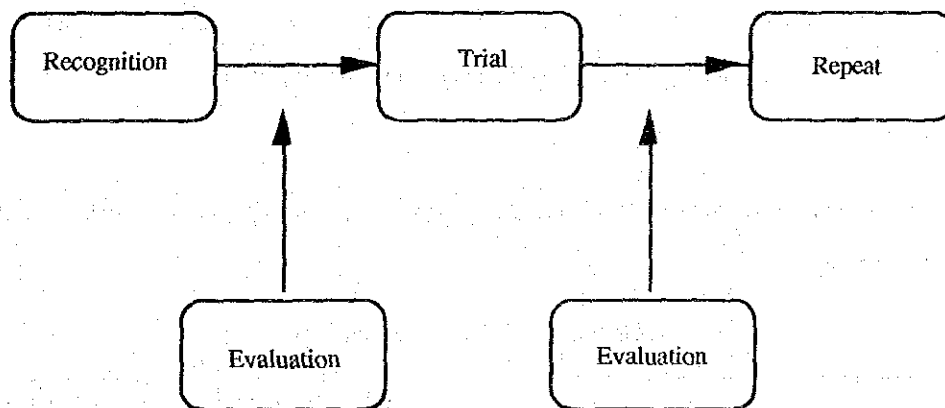 Recognition
Trial
Repeat
Evaluation
Evaluation